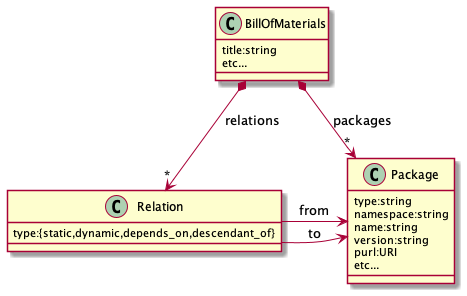 C BillOfMaterials
title:string
etc...
relations
packages
*
*
C Package
type:string
namespace:string
name:string
version:string
purl:URI
etc...
C Relation
type:{static,dynamic,depends_on,descendant_of}
from
to